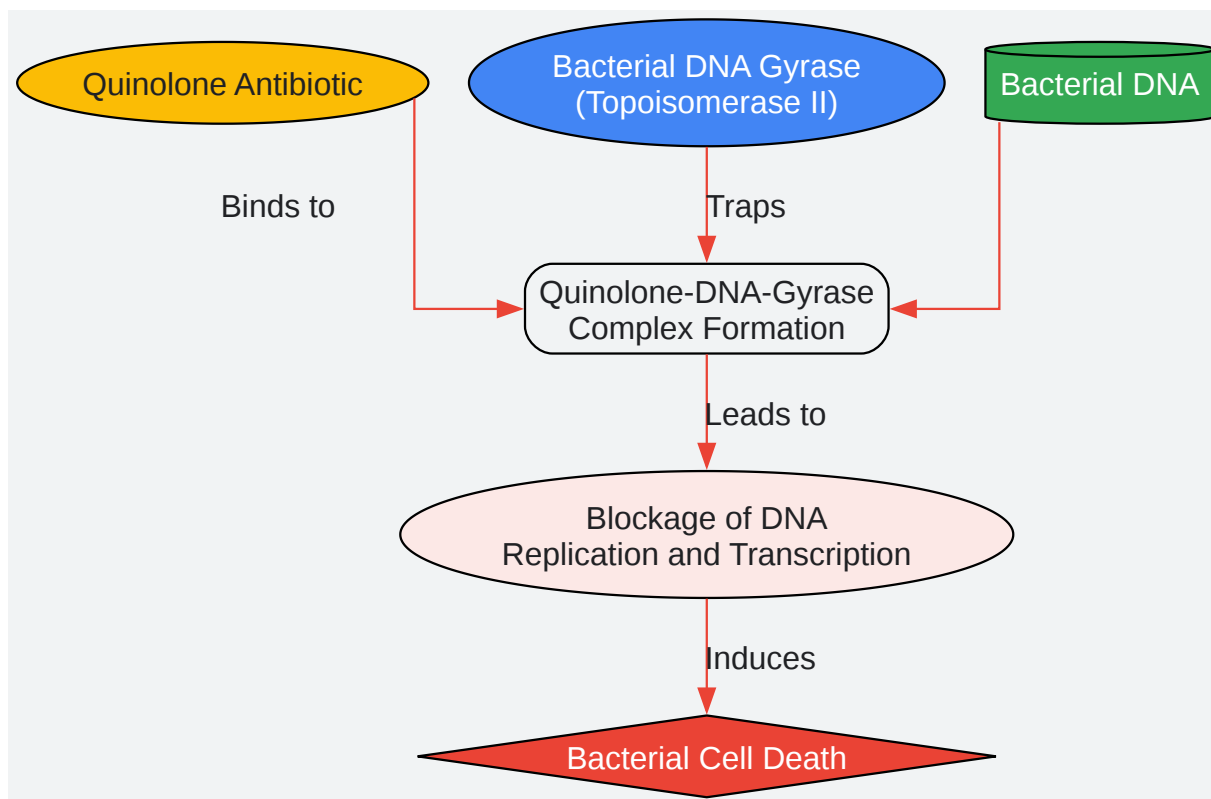 Quinolone Antibiotic
Bacterial DNA Gyrase
(Topoisomerase II)
Bacterial DNA
Binds to
Traps
Quinolone-DNA-Gyrase
Complex Formation
Leads to
Blockage of DNA
Replication and Transcription
Induces
Bacterial Cell Death